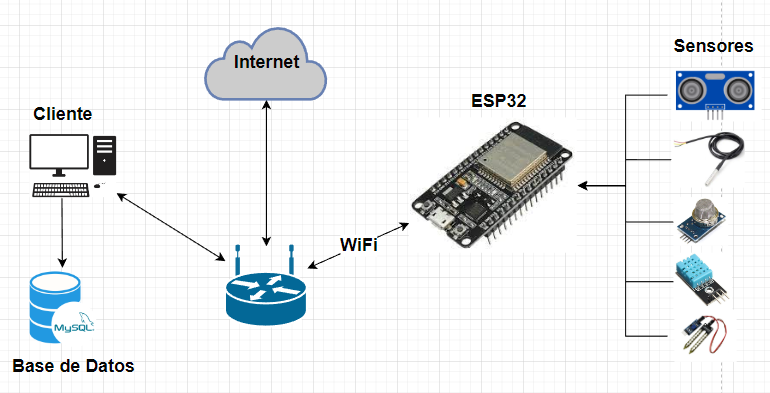 Sensores
Internet
ESP32
Cliente
WiFi
MySQL
Base de Datos